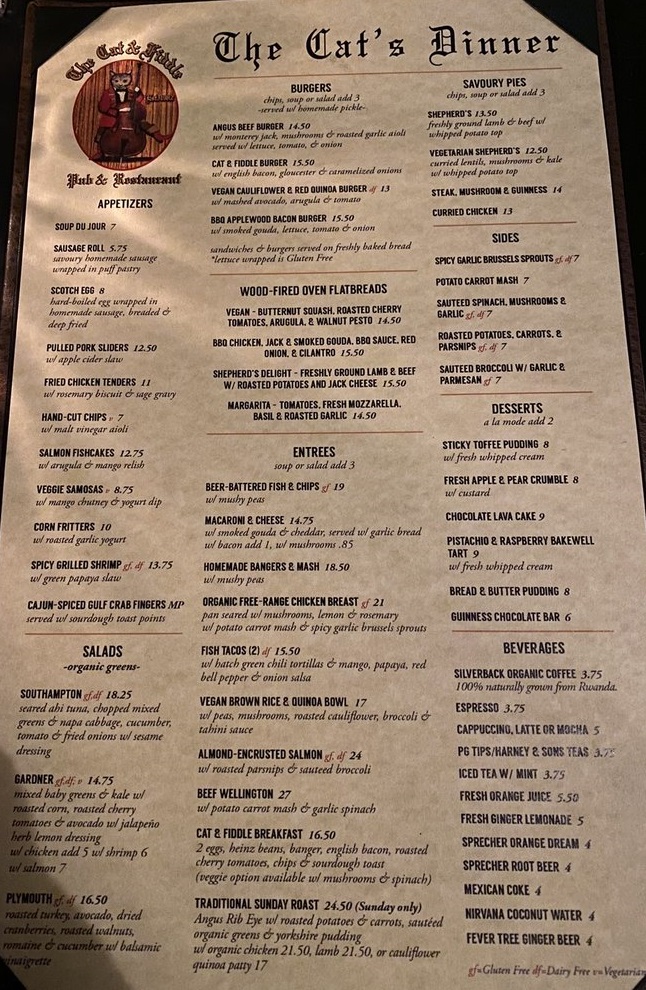 The Cat & Fiddle
Pub & Restaurant
The Cat's Dinner
APPETIZERS
SOUP DU JOUR 7
SAUSAGE ROLL 5.75
savoury homemade sausage
wrapped in puff pastry
SCOTCH EGG 8
hard-boiled egg wrapped in
homemade sausage, breaded &
deep fried
PULLED PORK SLIDERS 12.50
w/ apple cider slaw
FRIED CHICKEN TENDERS 11
w/ rosemary biscuit & sage gravy
HAND-CUT CHIPS v 7
w/ malt vinegar aioli
SALMON FISHCAKES 12.75
w/ arugula & mango relish
VEGGIE SAMOSAS v 8.75
w/ mango chutney & yogurt dip
CORN FRITTERS 10
w/ roasted garlic yogurt
SPICY GRILLED SHRIMP gf, df 13.75
w/ green papaya slaw
CAJUN-SPICED GULF CRAB FINGERS MP
served w/ sourdough toast points
SALADS
-organic greens-
SOUTHAMPTON gf,df 18.25
seared ahi tuna, chopped mixed
greens & napa cabbage, cucumber,
tomato & fried onions w/ sesame
dressing
GARDNER gf,df, v 14.75
mixed baby greens & kale w/
roasted corn, roasted cherry
tomatoes & avocado w/ jalapeño
herb lemon dressing
w/ chicken add 5 w/ shrimp 6
w/ salmon 7
PLYMOUTH gf, df 16.50
roasted turkey, avocado, dried
cranberries, roasted walnuts,
romaine & cucumber w/ balsamic
vinaigrette
BURGERS
chips, soup or salad add 3
-served w/ homemade pickle-
ANGUS BEEF BURGER 14.50
w/ monterey jack, mushrooms & roasted garlic aioli
served w/ lettuce, tomato, & onion
CAT & FIDDLE BURGER 15.50
w/ english bacon, gloucester & caramelized onions
VEGAN CAULIFLOWER & RED QUINOA BURGER df 13
w/ mashed avocado, arugula & tomato
BBQ APPLEWOOD BACON BURGER 15.50
w/ smoked gouda, lettuce, tomato & onion
sandwiches & burgers served on freshly baked bread
*lettuce wrapped is Gluten Free
WOOD-FIRED OVEN FLATBREADS
VEGAN - BUTTERNUT SQUASH, ROASTED CHERRY
TOMATOES, ARUGULA, & WALNUT PESTO 14.50
BBQ CHICKEN, JACK & SMOKED GOUDA, BBQ SAUCE, RED
ONION, & CILANTRO 15.50
SHEPHERD'S DELIGHT - FRESHLY GROUND LAMB & BEEF
W/ ROASTED POTATOES AND JACK CHEESE 15.50
MARGARITA - TOMATOES, FRESH MOZZARELLA,
BASIL & ROASTED GARLIC 14.50
ENTREES
soup or salad add 3
BEER-BATTERED FISH & CHIPS gf 19
w/ mushy peas
MACARONI & CHEESE 14.75
w/ smoked gouda & cheddar, served w/ garlic bread
w/ bacon add 1, w/ mushrooms .85
HOMEMADE BANGERS & MASH 18.50
w/ mushy peas
ORGANIC FREE-RANGE CHICKEN BREAST gf 21
pan seared w/ mushrooms, lemon & rosemary
w/ potato carrot mash & spicy garlic brussels sprouts
FISH TACOS (2) df 15.50
w/ hatch green chili tortillas & mango, papaya, red
bell pepper & onion salsa
VEGAN BROWN RICE & QUINOA BOWL 17
w/ peas, mushrooms, roasted cauliflower, broccoli &
tahini sauce
ALMOND-ENCRUSTED SALMON gf, df 24
w/ roasted parsnips & sauteed broccoli
BEEF WELLINGTON 27
w/ potato carrot mash & garlic spinach
CAT & FIDDLE BREAKFAST 16.50
2 eggs, heinz beans, banger, english bacon, roasted
cherry tomatoes, chips & sourdough toast
(veggie option available w/ mushrooms & spinach)
TRADITIONAL SUNDAY ROAST 24.50 (Sunday only)
Angus Rib Eye w/ roasted potatoes & carrots, sautéed
organic greens & yorkshire pudding
w/ organic chicken 21.50, lamb 21.50, or cauliflower
quinoa patty 17
SAVOURY PIES
chips, soup or salad add 3
SHEPHERD'S 13.50
freshly ground lamb & beef w/
whipped potato top
VEGETARIAN SHEPHERD'S 12.50
curried lentils, mushrooms & kale
w/ whipped potato top
STEAK, MUSHROOM & GUINNESS 14
CURRIED CHICKEN 13
SIDES
SPICY GARLIC BRUSSELS SPROUTS gf, df 7
POTATO CARROT MASH 7
SAUTEED SPINACH, MUSHROOMS &
GARLIC gf, df 7
ROASTED POTATOES, CARROTS, &
PARSNIPS gf, df 7
SAUTEED BROCCOLI W/ GARLIC &
PARMESAN gf 7
DESSERTS
a la mode add 2
STICKY TOFFEE PUDDING 8
w/ fresh whipped cream
FRESH APPLE & PEAR CRUMBLE 8
w/ custard
CHOCOLATE LAVA CAKE 9
PISTACHIO & RASPBERRY BAKEWELL
TART 9
w/ fresh whipped cream
BREAD & BUTTER PUDDING 8
GUINNESS CHOCOLATE BAR 6
BEVERAGES
SILVERBACK ORGANIC COFFEE 3.75
100% naturally grown from Rwanda.
ESPRESSO 3.75
CAPPUCCINO, LATTE OR MOCHA 5
PG TIPS/HARNEY & SONS TEAS 3.75
ICED TEA W/ MINT 3.75
FRESH ORANGE JUICE 5.50
FRESH GINGER LEMONADE 5
SPRECHER ORANGE DREAM 4
SPRECHER ROOT BEER 4
MEXICAN COKE 4
NIRVANA COCONUT WATER 4
FEVER TREE GINGER BEER 4
gf=Gluten Free df=Dairy Free v=Vegetarian